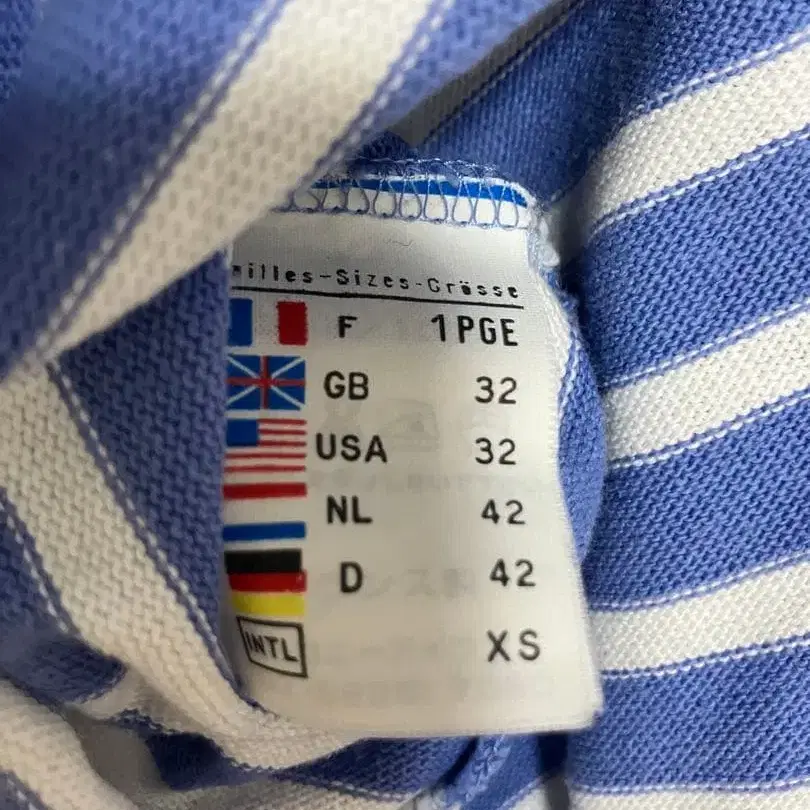 illes-Sizes-Grösse
F 1PGE
GB 32
USA 32
NL 42
D 42
INTL XS